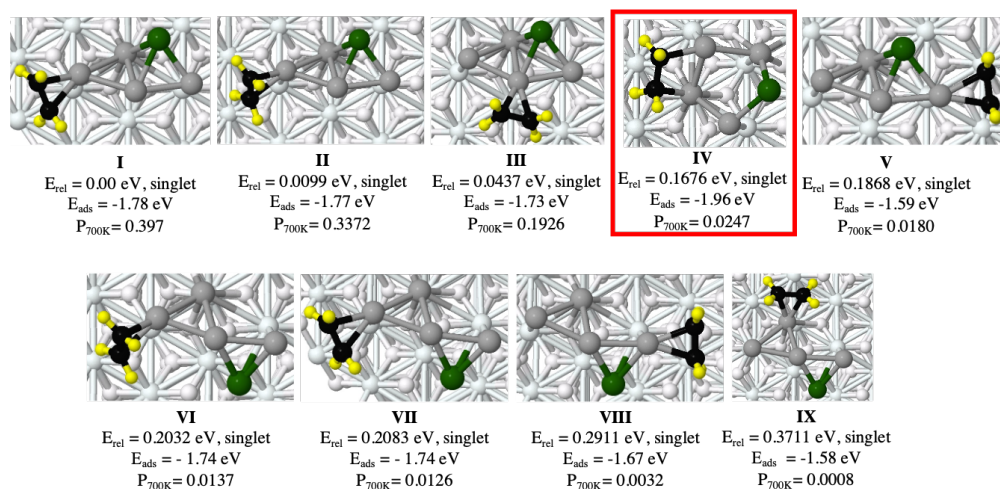 I
E_rel = 0.00 eV, singlet
E_ads = -1.78 eV
P_700K = 0.397
II
E_rel = 0.0099 eV, singlet
E_ads = -1.77 eV
P_700K = 0.3372
III
E_rel = 0.0437 eV, singlet
E_ads = -1.73 eV
P_700K = 0.1926
IV
E_rel = 0.1676 eV, singlet
E_ads = -1.96 eV
P_700K = 0.0247
V
E_rel = 0.1868 eV, singlet
E_ads = -1.59 eV
P_700K = 0.0180
VI
E_rel = 0.2032 eV, singlet
E_ads = - 1.74 eV
P_700K = 0.0137
VII
E_rel = 0.2083 eV, singlet
E_ads = - 1.74 eV
P_700K = 0.0126
VIII
E_rel = 0.2911 eV, singlet
E_ads = -1.67 eV
P_700K = 0.0032
IX
E_rel = 0.3711 eV, singlet
E_ads = -1.58 eV
P_700K = 0.0008